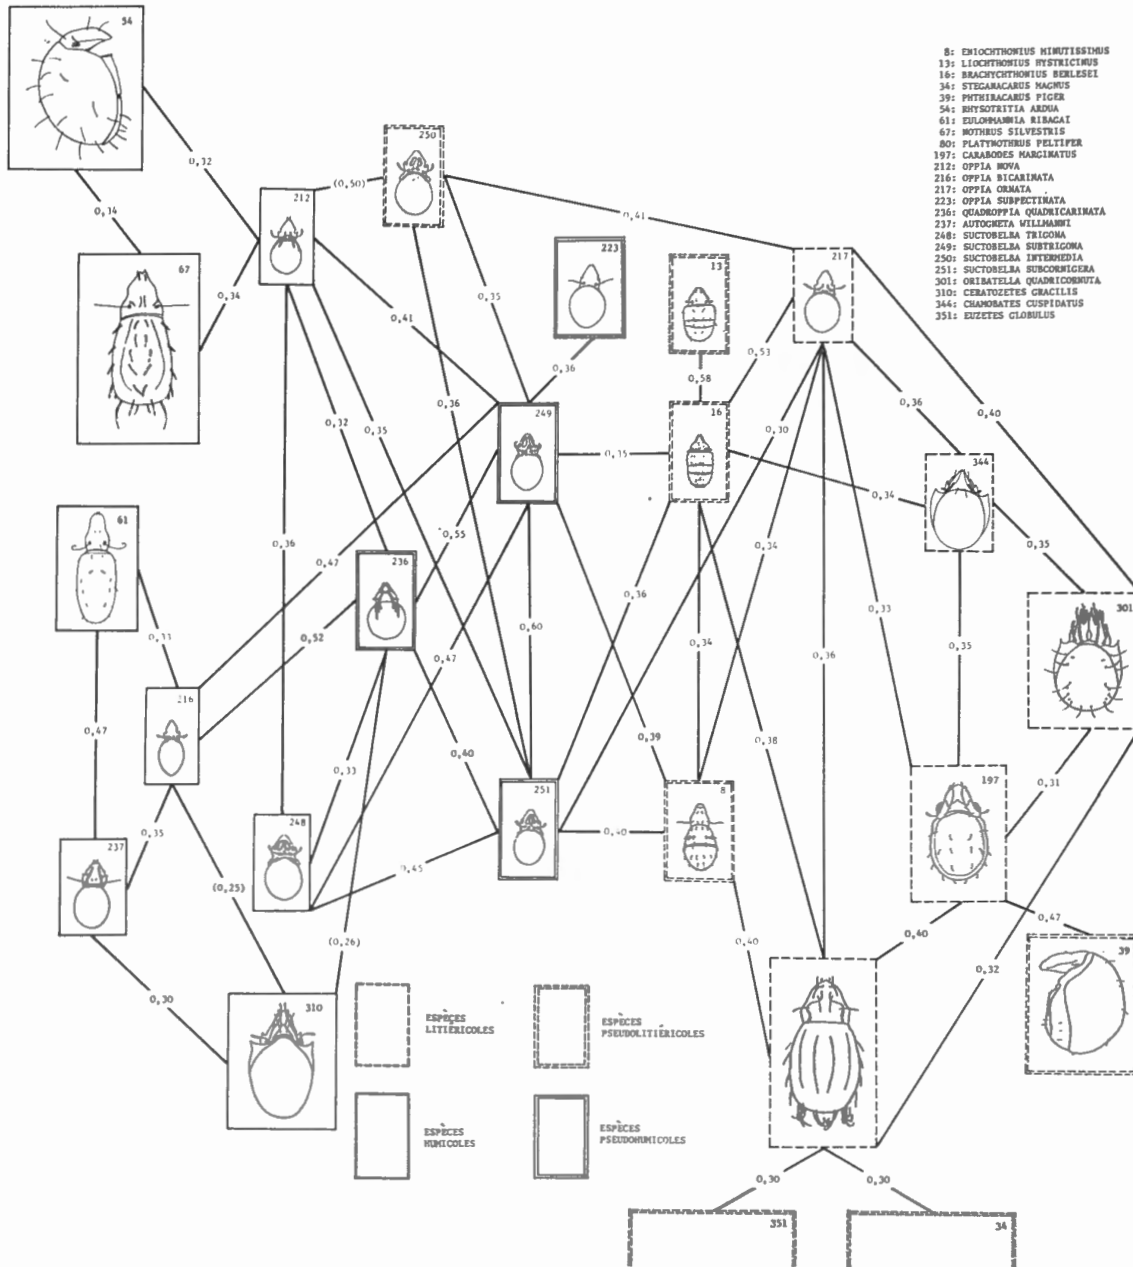 54
250
8: ENIOCHTHONIUS MINUTISSIMUS
13: LIOCHTHONIUS HYSTRICINUS
16: BRACHYCHTHONIUS BERLESEI
34: STEGANACARUS MAGNUS
39: PHTHIRACARUS PIGER
54: RHYSOTRITIA ARDUA
61: EULOHMANNIA RIBAGAI
67: NOTHRUS SILVESTRIS
80: PLATYNOTHRUS PELTIFER
197: CARABODES MARGINATUS
212: OPPIA NOVA
216: OPPIA BICARINATA
217: OPPIA ORNATA
223: OPPIA SUBPECTINATA
236: QUADROPPIA QUADRICARINATA
237: AUTOGNETA WILLMANNI
248: SUCTOBELBA TRIGONA
249: SUCTOBELBA SUBTRIGONA
250: SUCTOBELBA INTERMEDIA
251: SUCTOBELBA SUBCORNIGERA
301: ORIBATELLA QUADRICORNUTA
310: CERATOZETES GRACILIS
344: CHAMOBATES CUSPIDATUS
351: EUZETES GLOBULUS
0,32
(0,50)
212
0,34
0,41
223
13
217
67
0,34
0,35
0,41
0,53
0,36
0,58
0,36
0,40
249
16
0,32
0,35
0,36
0,30
344
0,35
0,34
61
0,36
0,47
0,55
236
0,34
0,35
0,36
0,33
301
0,33
0,52
0,60
0,34
0,36
0,35
0,47
216
0,47
0,39
0,38
0,40
0,33
251
8
197
0,31
237
0,35
248
0,45
0,40
(0,25)
(0,26)
0,40
0,40
0,47
39
0,30
310
0,32
ESPÈCES
LITIÉRICOLES
ESPÈCES
PSEUDOLITIÉRICOLES
ESPÈCES
HUMICOLES
ESPÈCES
PSEUDOHUMICOLES
0,30
0,30
351
34